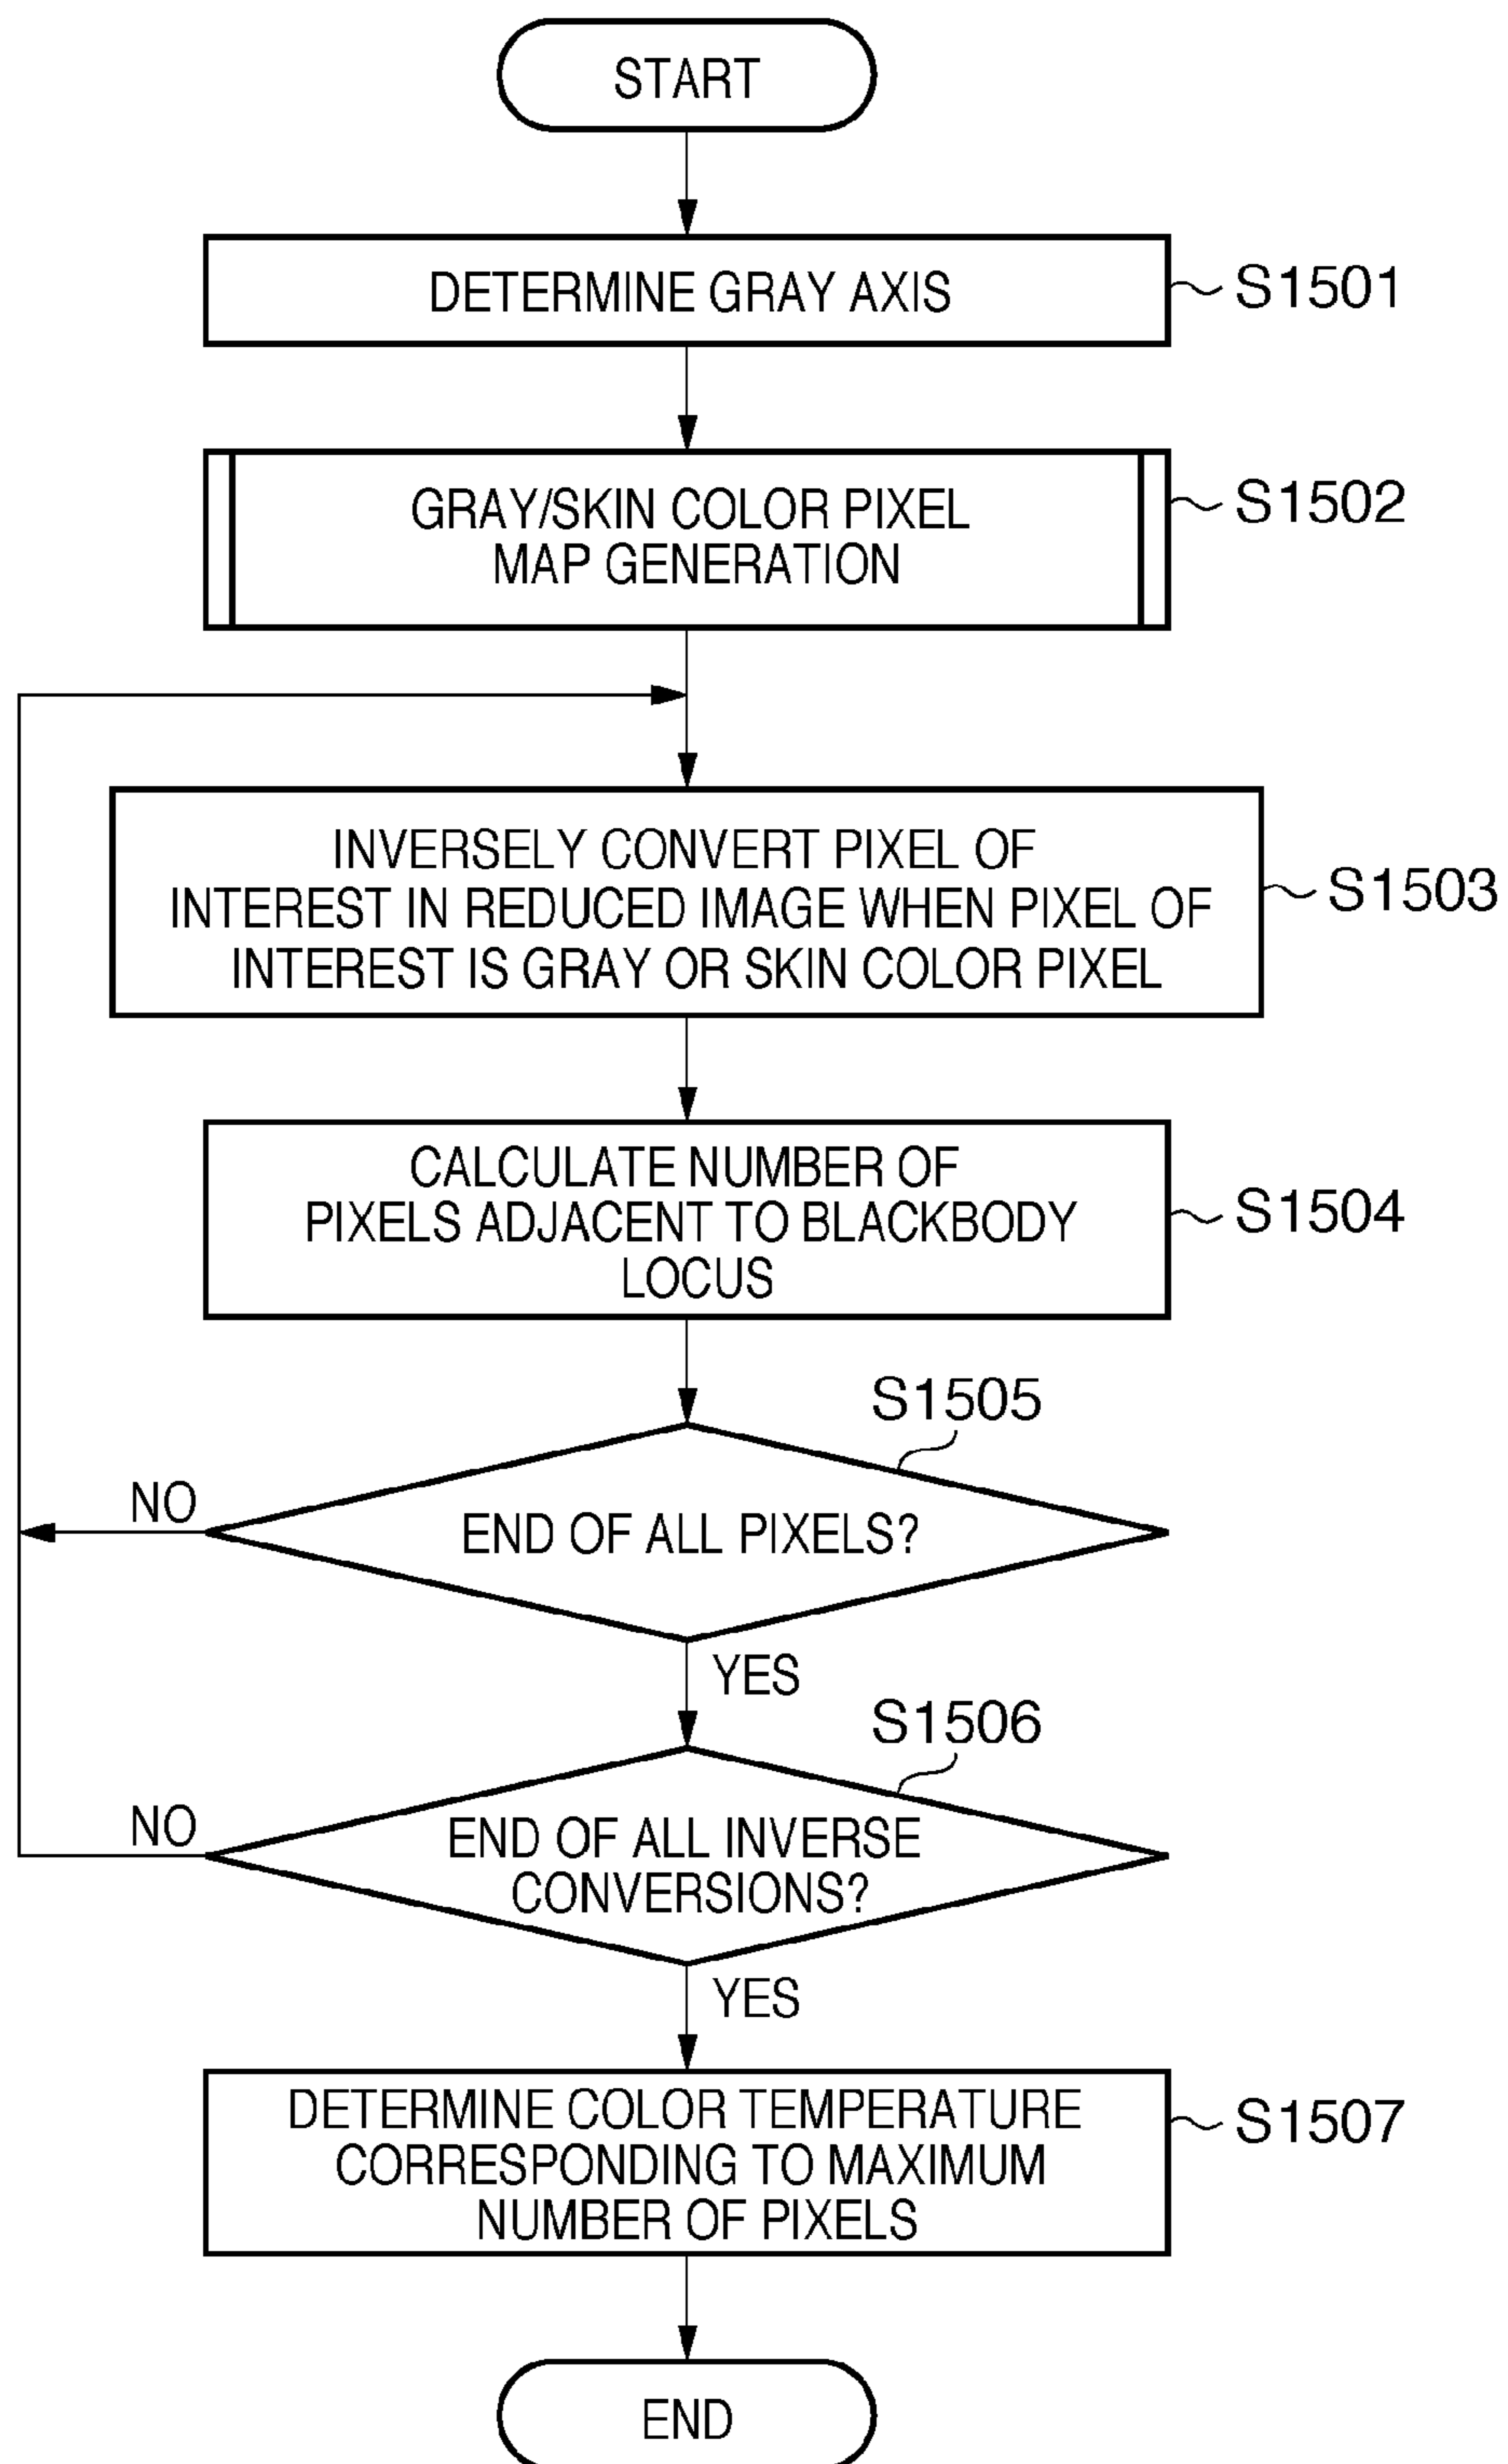 START
DETERMINE GRAY AXIS
S1501
GRAY/SKIN COLOR PIXEL
MAP GENERATION
S1502
INVERSELY CONVERT PIXEL OF
INTEREST IN REDUCED IMAGE WHEN PIXEL OF
INTEREST IS GRAY OR SKIN COLOR PIXEL
S1503
CALCULATE NUMBER OF
PIXELS ADJACENT TO BLACKBODY
LOCUS
S1504
S1505
END OF ALL PIXELS?
NO
YES
S1506
END OF ALL INVERSE
CONVERSIONS?
NO
YES
DETERMINE COLOR TEMPERATURE
CORRESPONDING TO MAXIMUM
NUMBER OF PIXELS
S1507
END